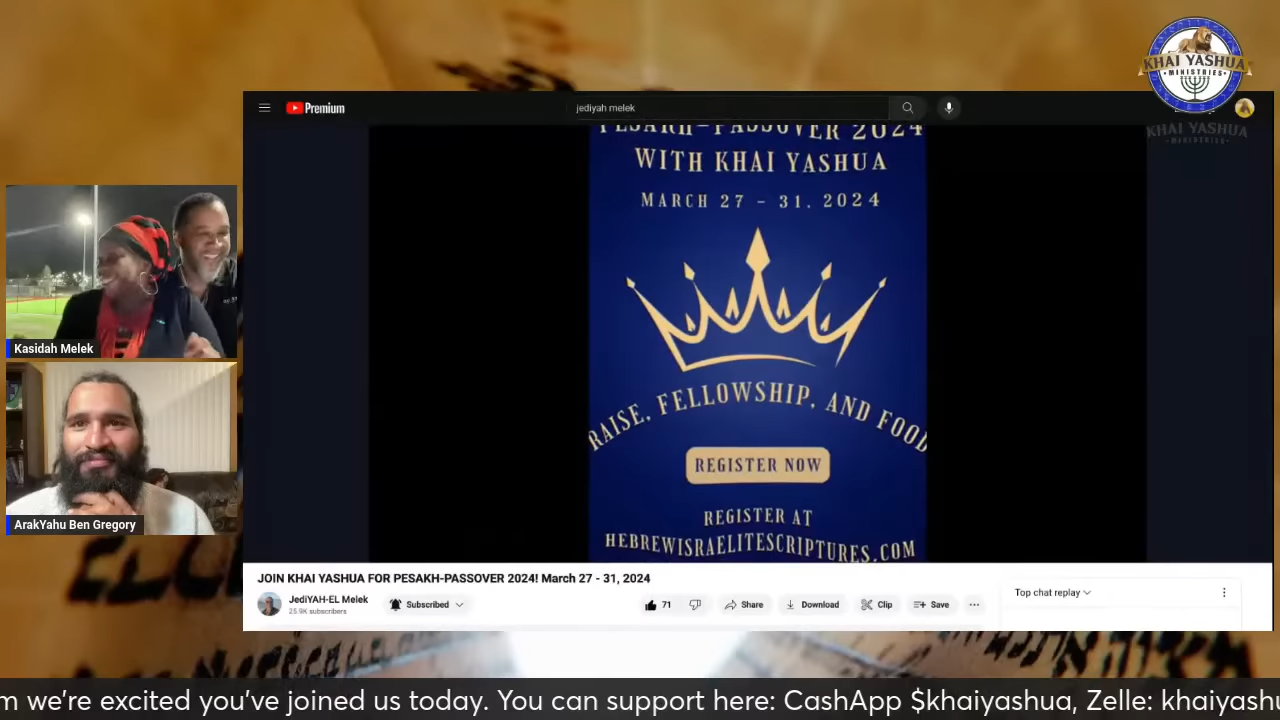 KHAI YASHUA
MINISTRIES
Premium
jediyah melek
PESAKH-PASSOVER 2024
WITH KHAI YASHUA
MARCH 27 - 31, 2024
RAISE, FELLOWSHIP, AND FOOD
REGISTER NOW
REGISTER AT
HEBREWISRAELITESCRIPTURES.COM
KHAI YASHUA
MINISTRIES
Kasidah Melek
ArakYahu Ben Gregory
JOIN KHAI YASHUA FOR PESAKH-PASSOVER 2024! March 27 - 31, 2024
JediYAH-EL Melek
25.9K subscribers
Subscribed
71
Share
Download
Clip
Save
Top chat replay
m we're excited you've joined us today. You can support here: CashApp $khaiyashua, Zelle: khaiyashu